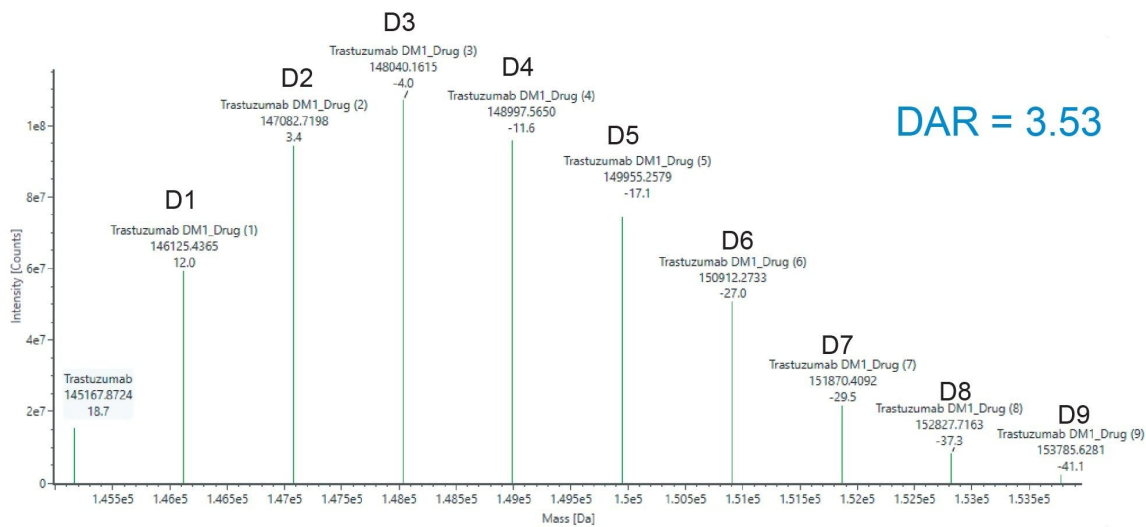 D1
Trastuzumab DM1_Drug (1)
146125.4365
12.0
D2
Trastuzumab DM1_Drug (2)
147082.7198
3.4
D3
Trastuzumab DM1_Drug (3)
148040.1615
-4.0
D4
Trastuzumab DM1_Drug (4)
148997.5650
-11.6
D5
Trastuzumab DM1_Drug (5)
149955.2579
-17.1
D6
Trastuzumab DM1_Drug (6)
150912.2733
-27.0
D7
Trastuzumab DM1_Drug (7)
151870.4092
-29.5
D8
Trastuzumab DM1_Drug (8)
152827.7163
-37.3
D9
Trastuzumab DM1_Drug (9)
153785.6281
-41.1
DAR = 3.53
Trastuzumab
145167.8724
18.7
Intensity [Counts]
1e8
8e7
6e7
4e7
2e7
0
1.455e5 1.46e5 1.465e5 1.47e5 1.475e5 1.48e5 1.485e5 1.49e5 1.495e5 1.5e5 1.505e5 1.51e5 1.515e5 1.52e5 1.525e5 1.53e5 1.535e5
Mass [Da]